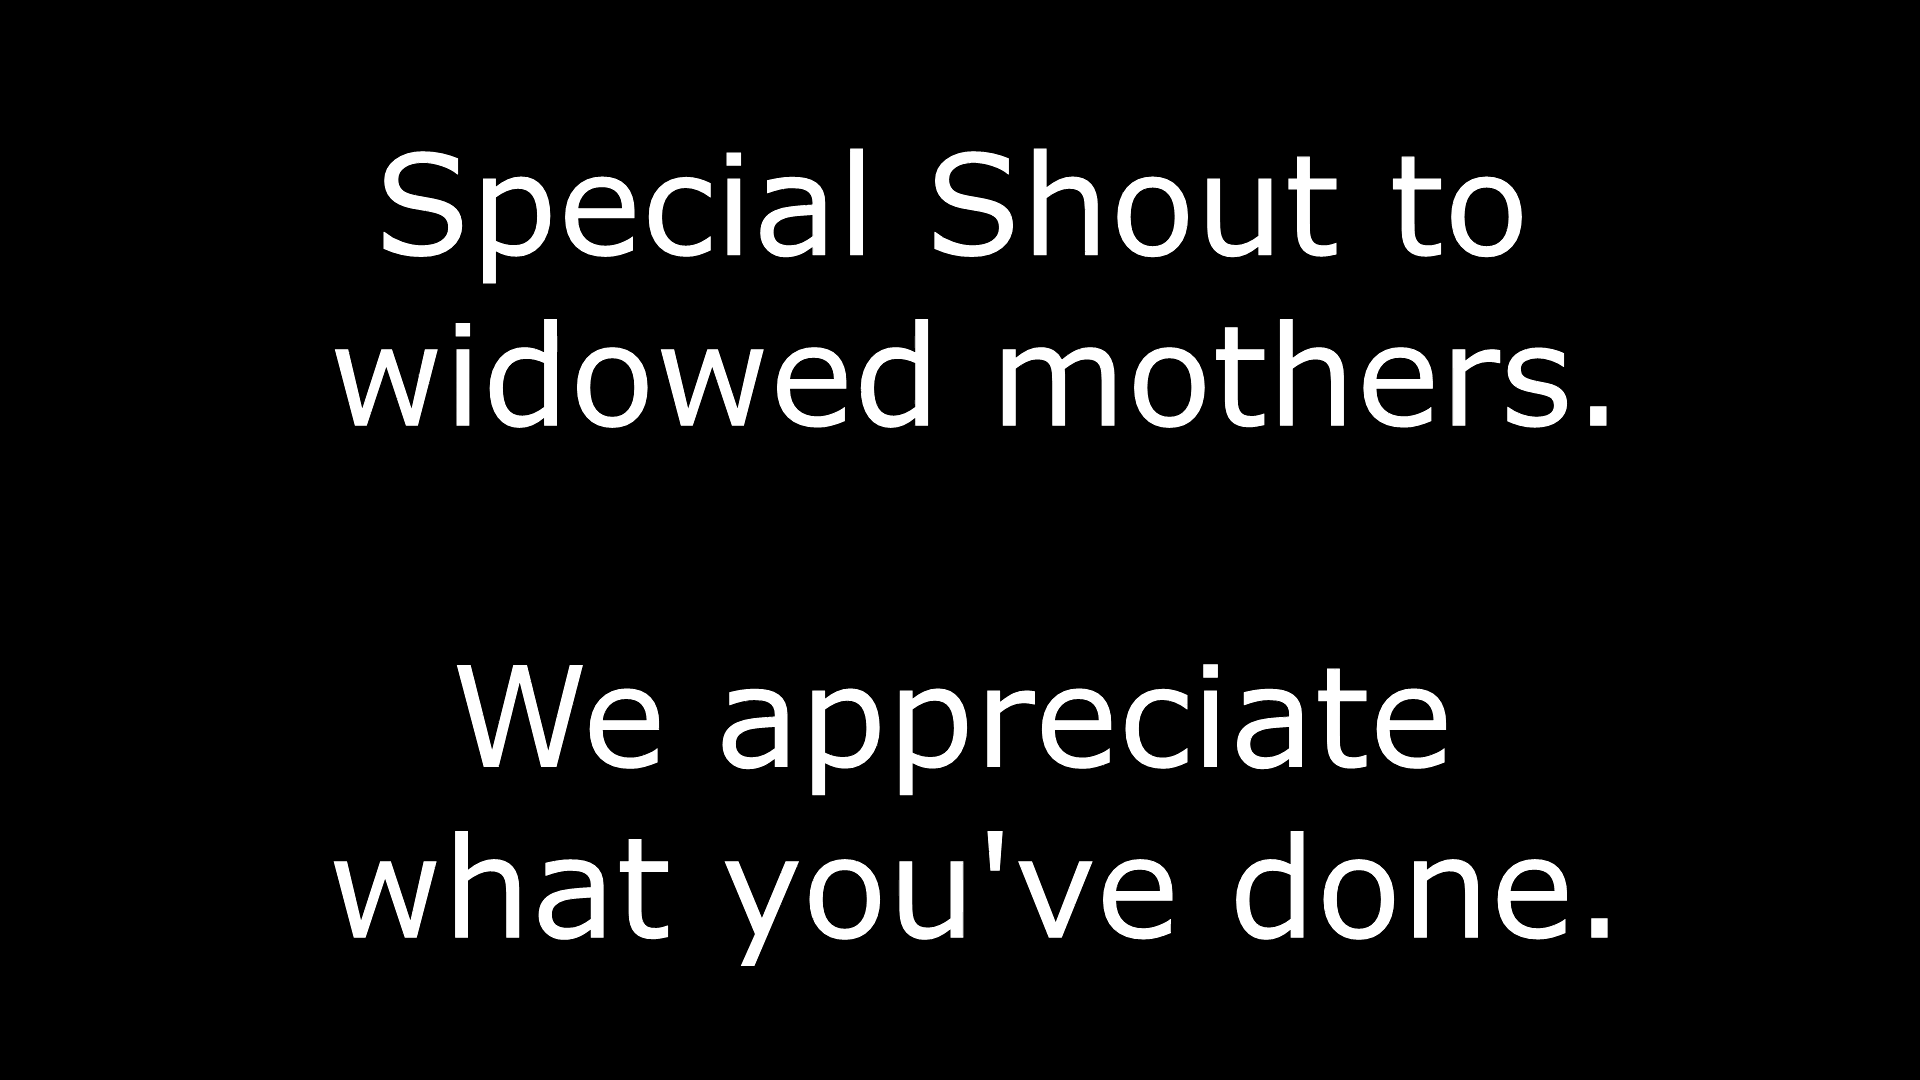 Special Shout to
widowed mothers.
We appreciate
what you've done.